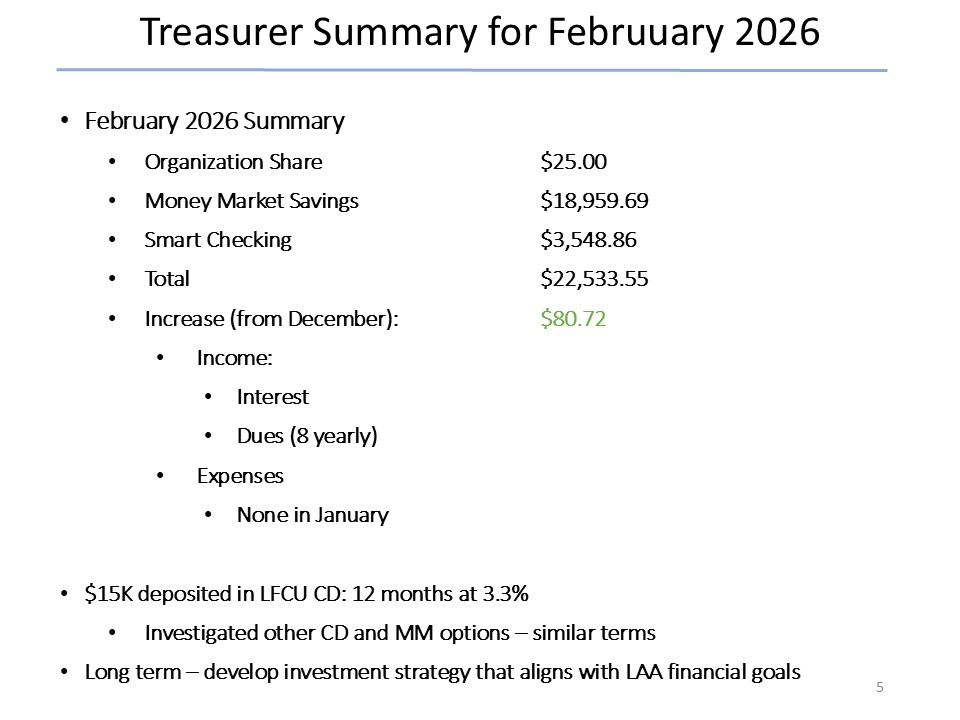 Treasurer Summary for Februuary 2026
• February 2026 Summary
• Organization Share $25.00
• Money Market Savings $18,959.69
• Smart Checking $3,548.86
• Total $22,533.55
• Increase (from December): $80.72
• Income:
• Interest
• Dues (8 yearly)
• Expenses
• None in January
• $15K deposited in LFCU CD: 12 months at 3.3%
• Investigated other CD and MM options – similar terms
• Long term – develop investment strategy that aligns with LAA financial goals
5